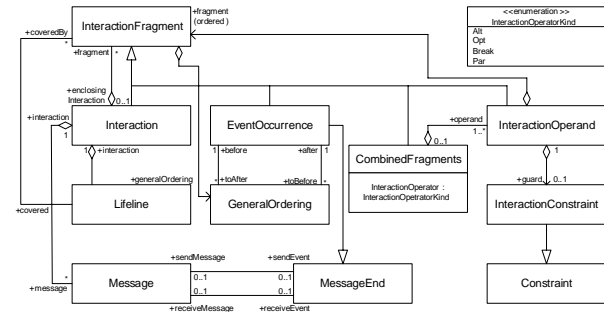 +fragment
(ordered )
<<enumeration >>
InteractionOperatorKind
Alt
Opt
Break
Par
InteractionFragment
+coveredBy
*
+fragment
*
+enclosing
Interaction
0..1
+interaction
1
Interaction
1
+interaction
EventOccurrence
1
+before
+after
1
+operand
1..*
0..1
InteractionOperand
1
CombinedFragments
InteractionOperator :
InteractionOpetratorKind
+generalOrdering
*
+toAfter
+toBefore
*
+guard
0..1
Lifeline
GeneralOrdering
InteractionConstraint
+covered
+sendMessage
+sendEvent
*
0..1
0..1
Message
MessageEnd
Constraint
0..1
0..1
+message
+receiveMessage
+receiveEvent